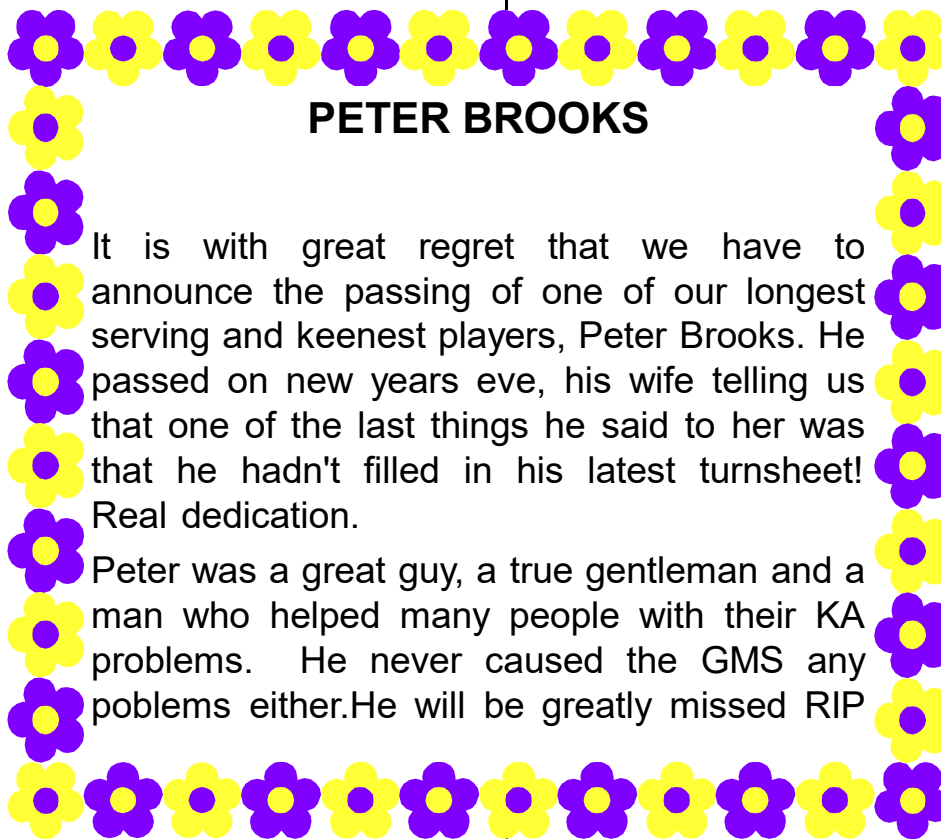 PETER BROOKS
It is with great regret that we have to
announce the passing of one of our longest
serving and keenest players, Peter Brooks. He
passed on new years eve, his wife telling us
that one of the last things he said to her was
that he hadn't filled in his latest turnsheet!
Real dedication.
Peter was a great guy, a true gentleman and a
man who helped many people with their KA
problems. He never caused the GMS any
poblems either.He will be greatly missed RIP